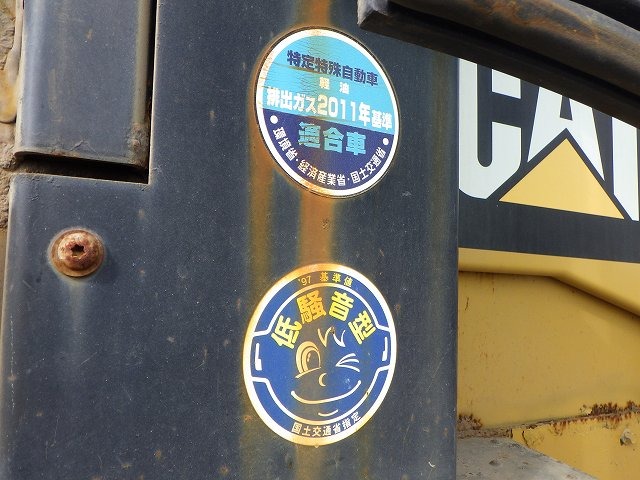 特定特殊自動車
軽油
排出ガス2011年基準
適合車
環境省・経済産業省・国土交通省
CAT
'97 基準値
低騒音型
国土交通省指定